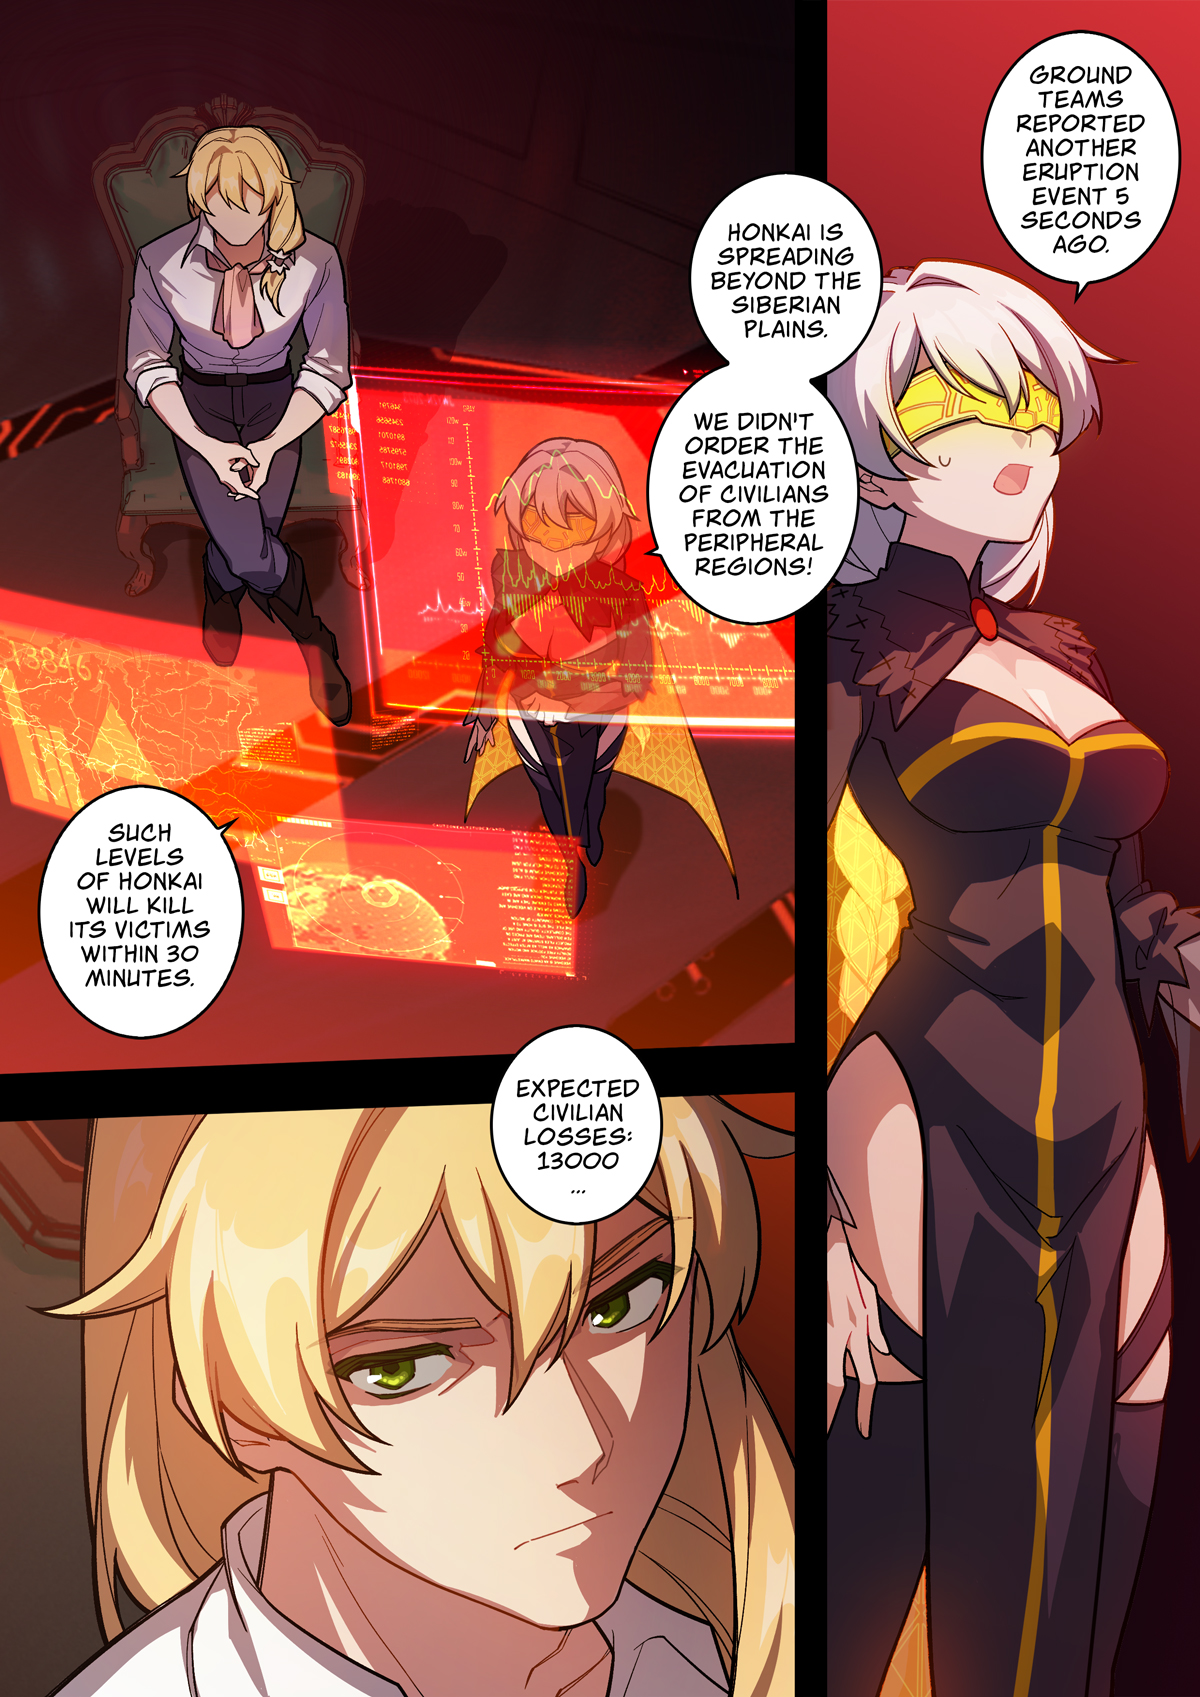 GROUND
TEAMS
REPORTED
ANOTHER
ERUPTION
EVENT 5
SECONDS
AGO.
HONKAI IS
SPREADING
BEYOND THE
SIBERIAN
PLAINS.
WE DIDN'T
ORDER THE
EVACUATION
OF CIVILIANS
FROM THE
PERIPHERAL
REGIONS!
SUCH
LEVELS
OF HONKAI
WILL KILL
ITS VICTIMS
WITHIN 30
MINUTES.
EXPECTED
CIVILIAN
LOSSES:
13000
...